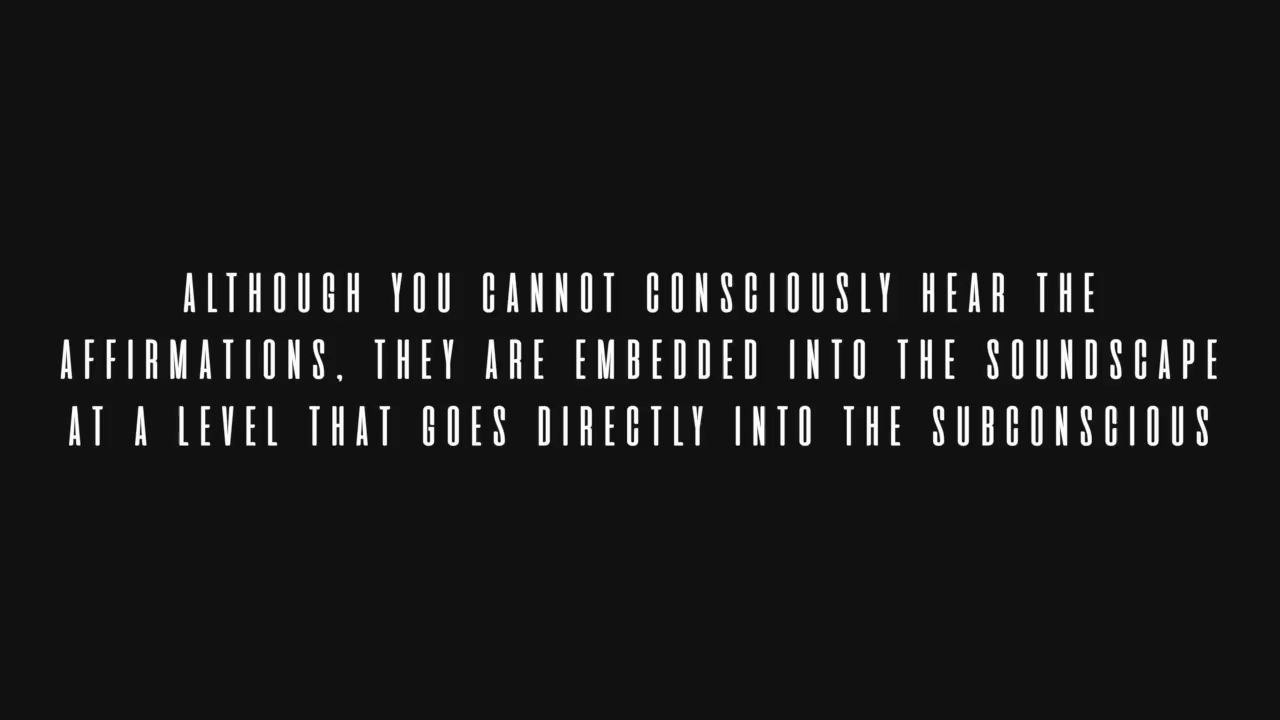 ALTHOUGH YOU CANNOT CONSCIOUSLY HEAR THE
AFFIRMATIONS, THEY ARE EMBEDDED INTO THE SOUNDSCAPE
AT A LEVEL THAT GOES DIRECTLY INTO THE SUBCONSCIOUS